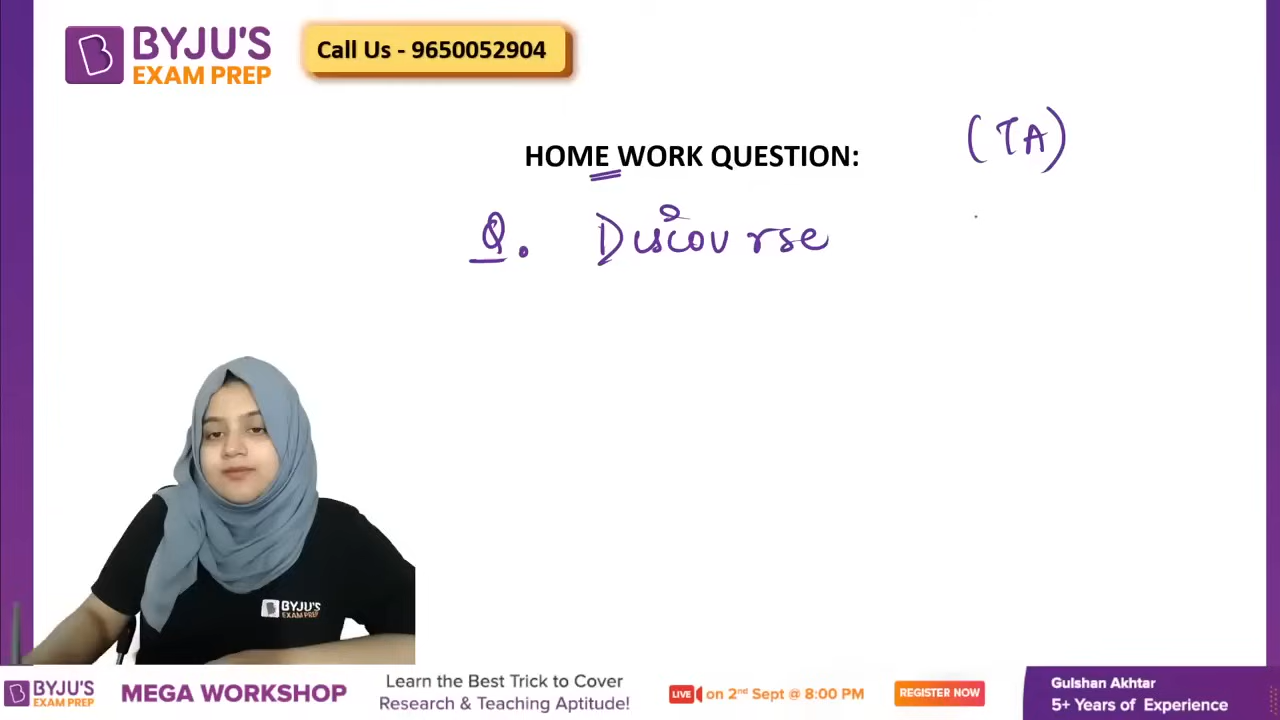 BYJU'S
EXAM PREP
Call Us - 9650052904
HOME WORK QUESTION:
(TA)
Q. Discourse
BYJU'S
EXAM PREP
BYJU'S
EXAM PREP
MEGA WORKSHOP
Learn the Best Trick to Cover
Research & Teaching Aptitude!
LIVE on 2nd Sept @ 8:00 PM
REGISTER NOW
Gulshan Akhtar
5+ Years of Experience